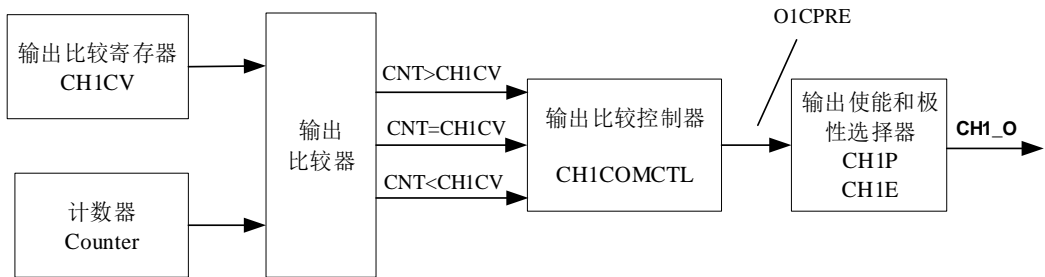 O1CPRE
输出比较寄存器
CH1CV
计数器
Counter
输出
比较器
CNT>CH1CV
CNT=CH1CV
CNT<CH1CV
输出比较控制器
CH1COMCTL
输出使能和极
性选择器
CH1P
CH1E
CH1_O